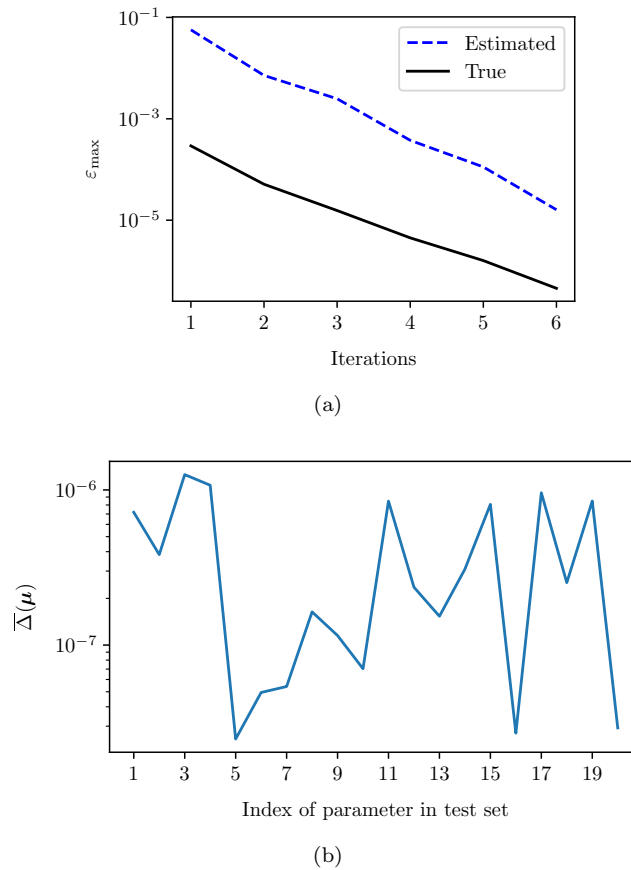 10⁻¹
10⁻³
10⁻⁵
ε_max
Estimated
True
1 2 3 4 5 6
Iterations
(a)
10⁻⁶
10⁻⁷
Δ̅(μ)
1 3 5 7 9 11 13 15 17 19
Index of parameter in test set
(b)